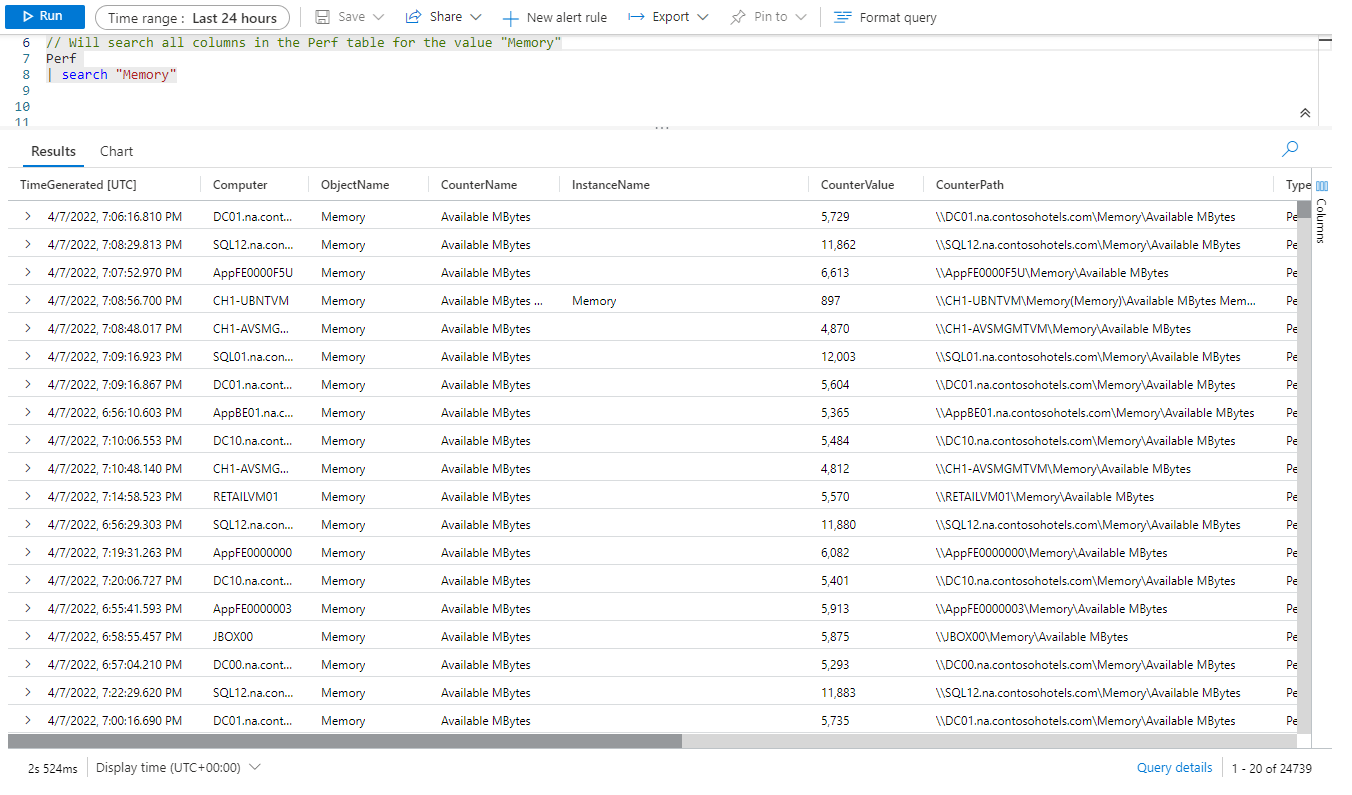 Run Time range : Last 24 hours Save Share New alert rule Export Pin to Format query
6 // Will search all columns in the Perf table for the value "Memory"
7 Perf
8 | search "Memory"
9
10
11
Results Chart
TimeGenerated [UTC] Computer ObjectName CounterName InstanceName CounterValue CounterPath Type
Columns
4/7/2022, 7:06:16.810 PM DC01.na.cont... Memory Available MBytes 5,729 \\DC01.na.contosohotels.com\Memory\Available MBytes Pe
4/7/2022, 7:08:29.813 PM SQL12.na.con... Memory Available MBytes 11,862 \\SQL12.na.contosohotels.com\Memory\Available MBytes Pe
4/7/2022, 7:07:52.970 PM AppFE0000F5U Memory Available MBytes 6,613 \\AppFE0000F5U\Memory\Available MBytes Pe
4/7/2022, 7:08:56.700 PM CH1-UBNTVM Memory Available MBytes ... Memory 897 \\CH1-UBNTVM\Memory(Memory)\Available MBytes Mem... Pe
4/7/2022, 7:08:48.017 PM CH1-AVSMG... Memory Available MBytes 4,870 \\CH1-AVSMGMTVM\Memory\Available MBytes Pe
4/7/2022, 7:09:16.923 PM SQL01.na.con... Memory Available MBytes 12,003 \\SQL01.na.contosohotels.com\Memory\Available MBytes Pe
4/7/2022, 7:09:16.867 PM DC01.na.cont... Memory Available MBytes 5,604 \\DC01.na.contosohotels.com\Memory\Available MBytes Pe
4/7/2022, 6:56:10.603 PM AppBE01.na.c... Memory Available MBytes 5,365 \\AppBE01.na.contosohotels.com\Memory\Available MBytes Pe
4/7/2022, 7:10:06.553 PM DC10.na.cont... Memory Available MBytes 5,484 \\DC10.na.contosohotels.com\Memory\Available MBytes Pe
4/7/2022, 7:10:48.140 PM CH1-AVSMG... Memory Available MBytes 4,812 \\CH1-AVSMGMTVM\Memory\Available MBytes Pe
4/7/2022, 7:14:58.523 PM RETAILVM01 Memory Available MBytes 5,570 \\RETAILVM01\Memory\Available MBytes Pe
4/7/2022, 6:56:29.303 PM SQL12.na.con... Memory Available MBytes 11,880 \\SQL12.na.contosohotels.com\Memory\Available MBytes Pe
4/7/2022, 7:19:31.263 PM AppFE0000000 Memory Available MBytes 6,082 \\AppFE0000000\Memory\Available MBytes Pe
4/7/2022, 7:20:06.727 PM DC10.na.cont... Memory Available MBytes 5,401 \\DC10.na.contosohotels.com\Memory\Available MBytes Pe
4/7/2022, 6:55:41.593 PM AppFE0000003 Memory Available MBytes 5,913 \\AppFE0000003\Memory\Available MBytes Pe
4/7/2022, 6:58:55.457 PM JBOX00 Memory Available MBytes 5,875 \\JBOX00\Memory\Available MBytes Pe
4/7/2022, 6:57:04.210 PM DC00.na.cont... Memory Available MBytes 5,293 \\DC00.na.contosohotels.com\Memory\Available MBytes Pe
4/7/2022, 7:22:29.620 PM SQL12.na.con... Memory Available MBytes 11,883 \\SQL12.na.contosohotels.com\Memory\Available MBytes Pe
4/7/2022, 7:00:16.690 PM DC01.na.cont... Memory Available MBytes 5,735 \\DC01.na.contosohotels.com\Memory\Available MBytes Pe
2s 524ms Display time (UTC+00:00) Query details 1 - 20 of 24739